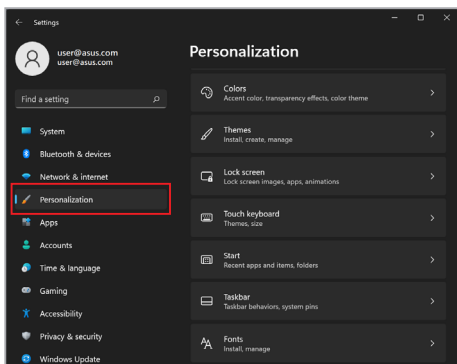 Settings
user@asus.com
user@asus.com
Find a setting
System
Bluetooth & devices
Network & internet
Personalization
Apps
Accounts
Time & language
Gaming
Accessibility
Privacy & security
Windows Update
Personalization
Colors
Accent color, transparency effects, color theme
Themes
Install, create, manage
Lock screen
Lock screen images, apps, animations
Touch keyboard
Themes, size
Start
Recent apps and items, folders
Taskbar
Taskbar behaviors, system pins
Fonts
Install, manage